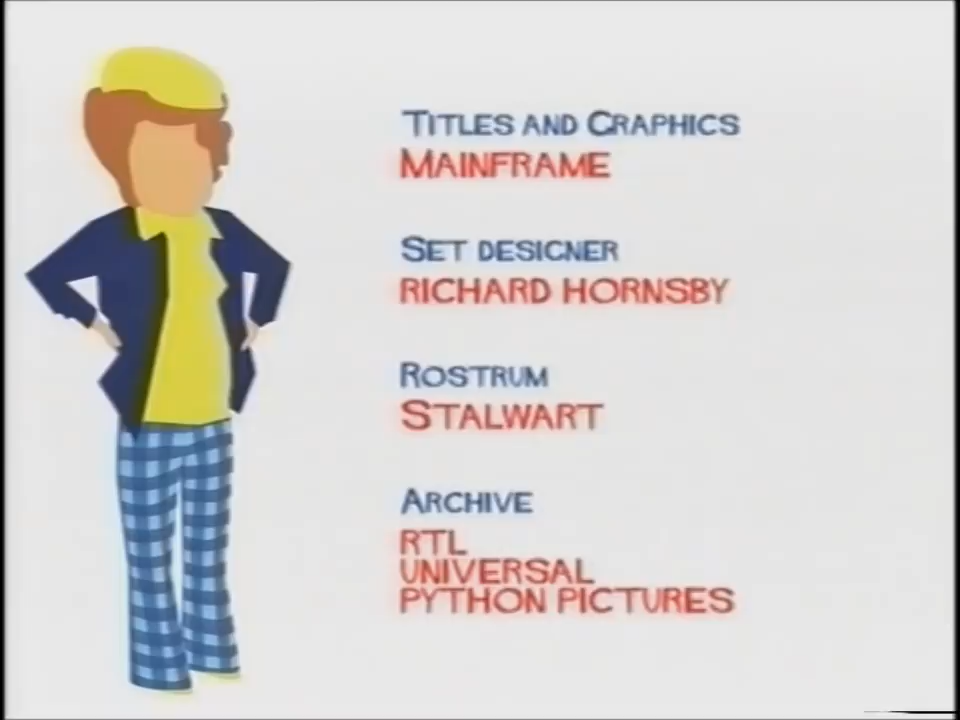 TITLES AND GRAPHICS
MAINFRAME
SET DESIGNER
RICHARD HORNSBY
ROSTRUM
STALWART
ARCHIVE
RTL
UNIVERSAL
PYTHON PICTURES